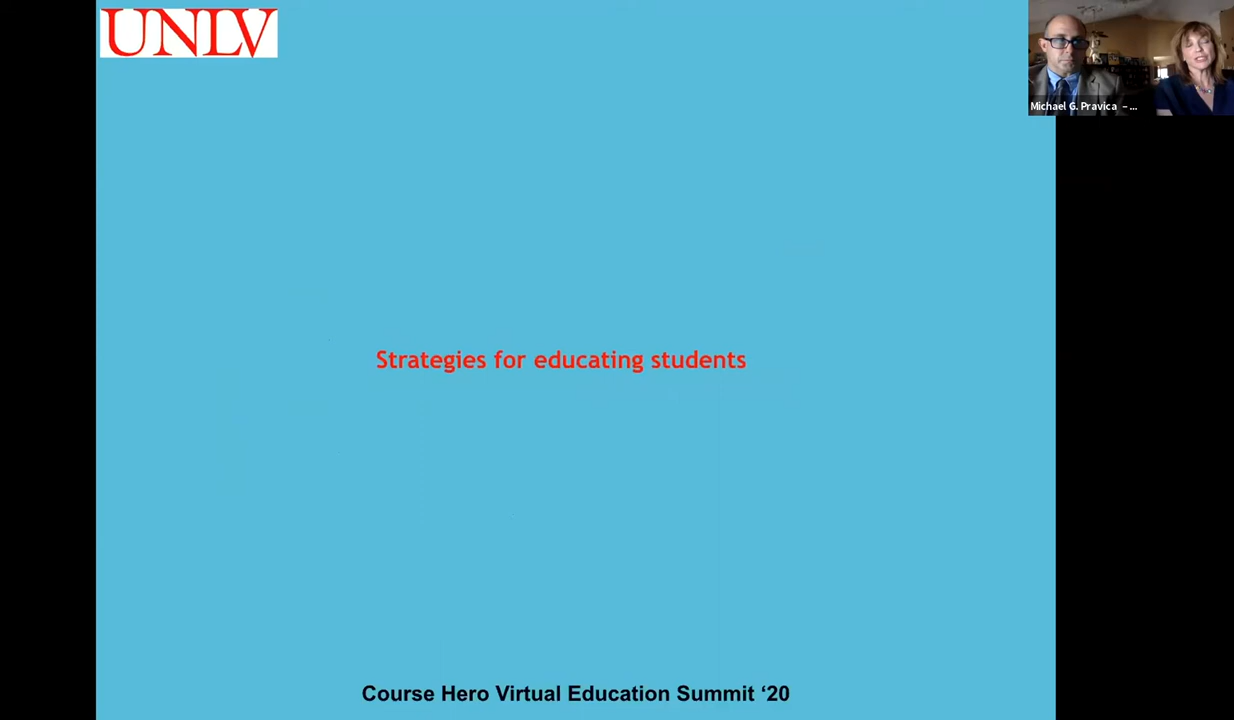 UNLV
Michael G. Pravica – ...
Strategies for educating students
Course Hero Virtual Education Summit ‘20